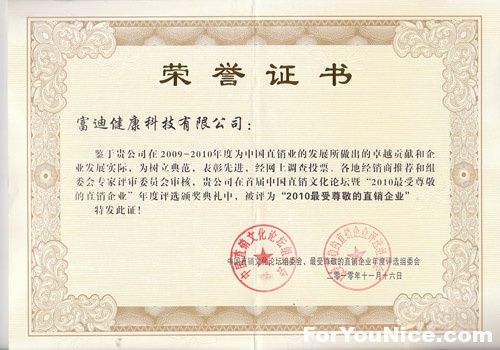 荣誉证书
富迪健康科技有限公司：
鉴于贵公司在2009-2010年度为中国直销业的发展所做出的卓越贡献和企
业发展实际，为树立典范，表彰先进，经网上调查投票、各地经销商推荐和组
委会专家评审委员会审核，贵公司在首届中国直销文化论坛暨“2010最受尊敬
的直销企业”年度评选颁奖典礼中，被评为“2010最受尊敬的直销企业”
特发此证！
中国直销文化论坛组委会
中国直销文化论坛组委会、最受尊敬的直销企业年度评选组委会
二〇一〇年十一月十六日
ForYouNice.com